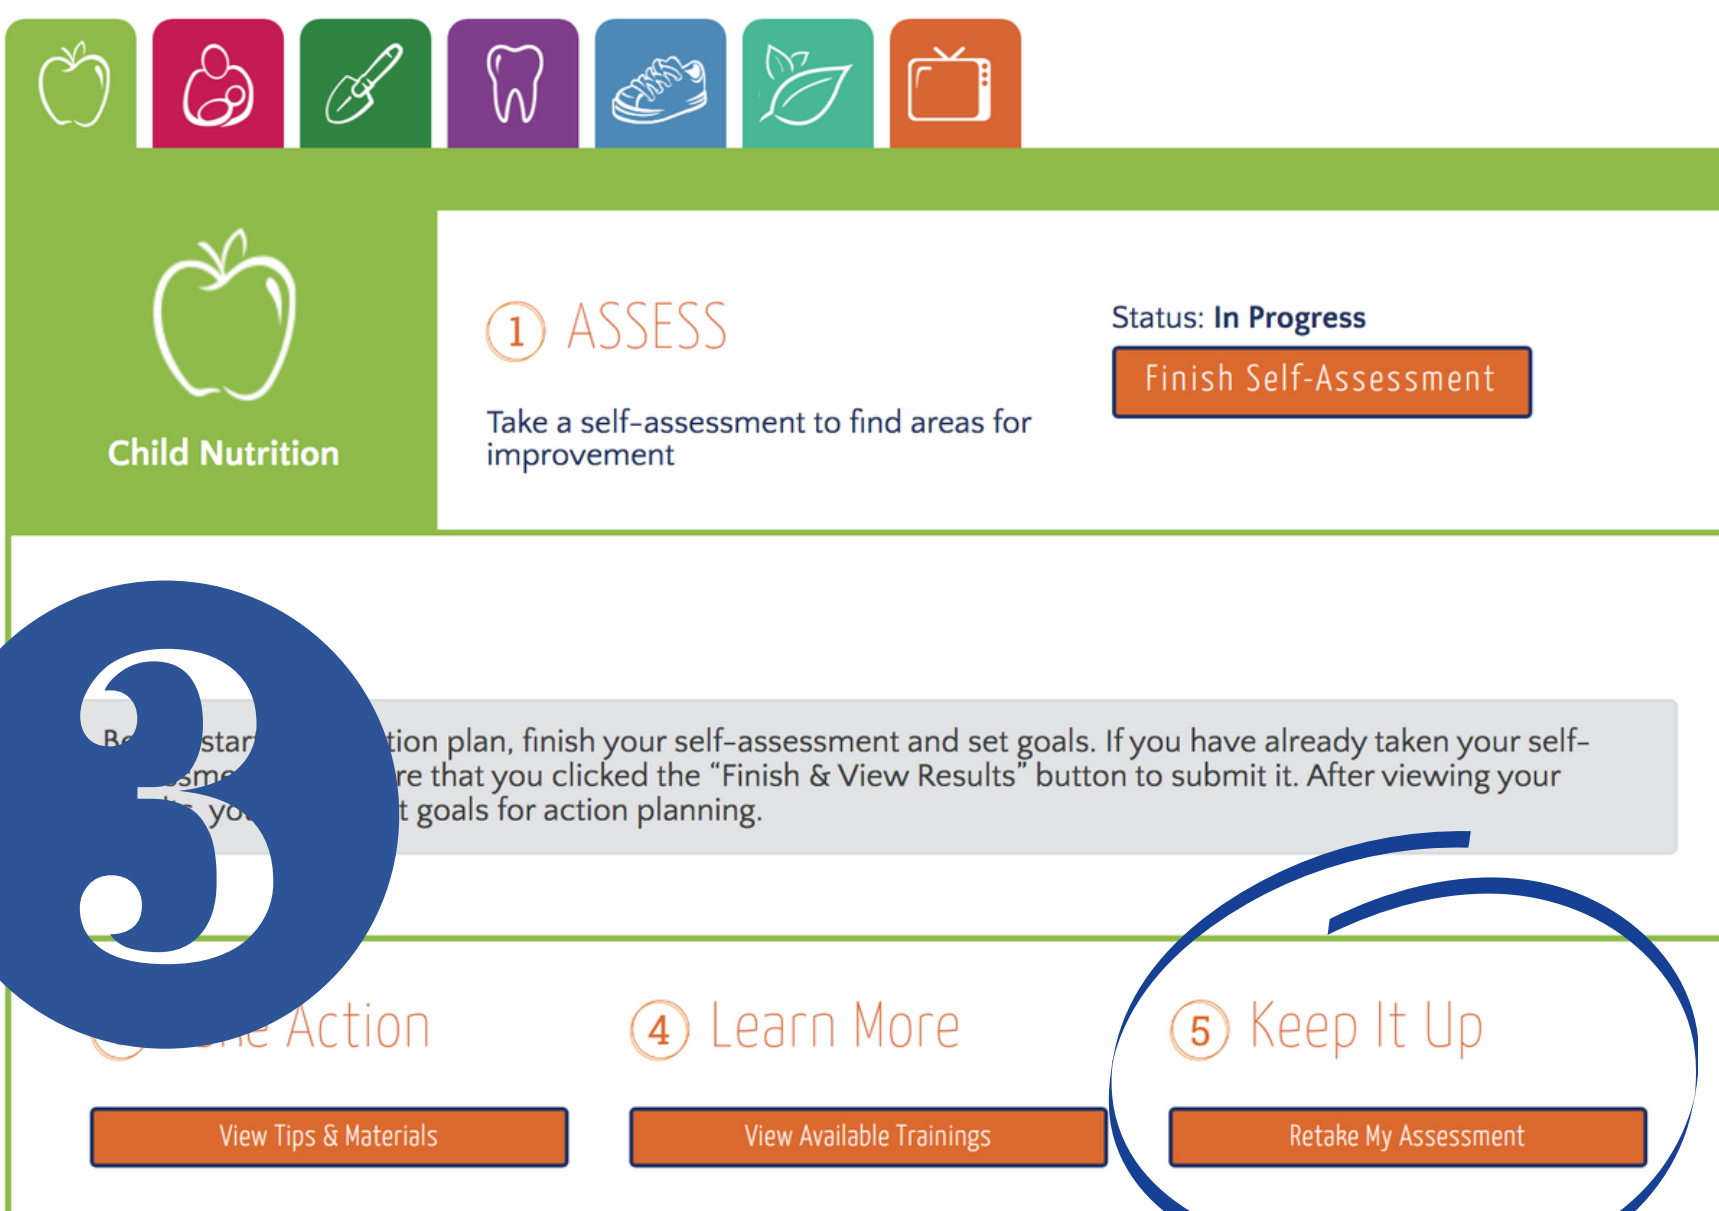 1 ASSESS
Status: In Progress
Finish Self-Assessment
Take a self-assessment to find areas for
improvement
Child Nutrition
3
plan, finish your self-assessment and set goals. If you have already taken your self-
that you clicked the “Finish & View Results” button to submit it. After viewing your
goals for action planning.
Action
4 Learn More
5 Keep It Up
View Tips & Materials
View Available Trainings
Retake My Assessment